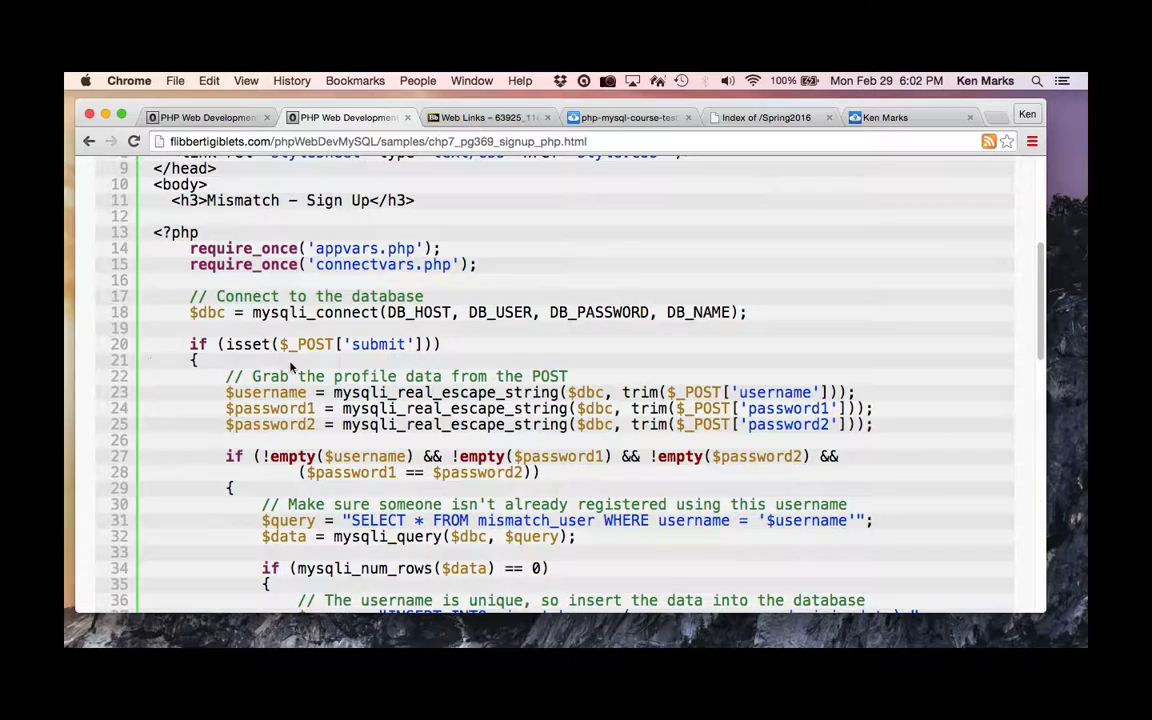 Chrome File Edit View History Bookmarks People Window Help 100% Mon Feb 29 6:02 PM Ken Marks
PHP Web Developmen PHP Web Development Web Links – 63925_11 php-mysql-course-test Index of /Spring2016 Ken Marks Ken
flibbertigiblets.com/phpWebDevMySQL/samples/chp7_pg369_signup_php.html
9 </head>
10 <body>
11 <h3>Mismatch - Sign Up</h3>
12
13 <?php
14 require_once('appvars.php');
15 require_once('connectvars.php');
16
17 // Connect to the database
18 $dbc = mysqli_connect(DB_HOST, DB_USER, DB_PASSWORD, DB_NAME);
19
20 if (isset($_POST['submit']))
21 {
22 // Grab the profile data from the POST
23 $username = mysqli_real_escape_string($dbc, trim($_POST['username']));
24 $password1 = mysqli_real_escape_string($dbc, trim($_POST['password1']));
25 $password2 = mysqli_real_escape_string($dbc, trim($_POST['password2']));
26
27 if (!empty($username) && !empty($password1) && !empty($password2) &&
28 ($password1 == $password2))
29 {
30 // Make sure someone isn't already registered using this username
31 $query = "SELECT * FROM mismatch_user WHERE username = '$username'";
32 $data = mysqli_query($dbc, $query);
33
34 if (mysqli_num_rows($data) == 0)
35 {
36 // The username is unique, so insert the data into the database